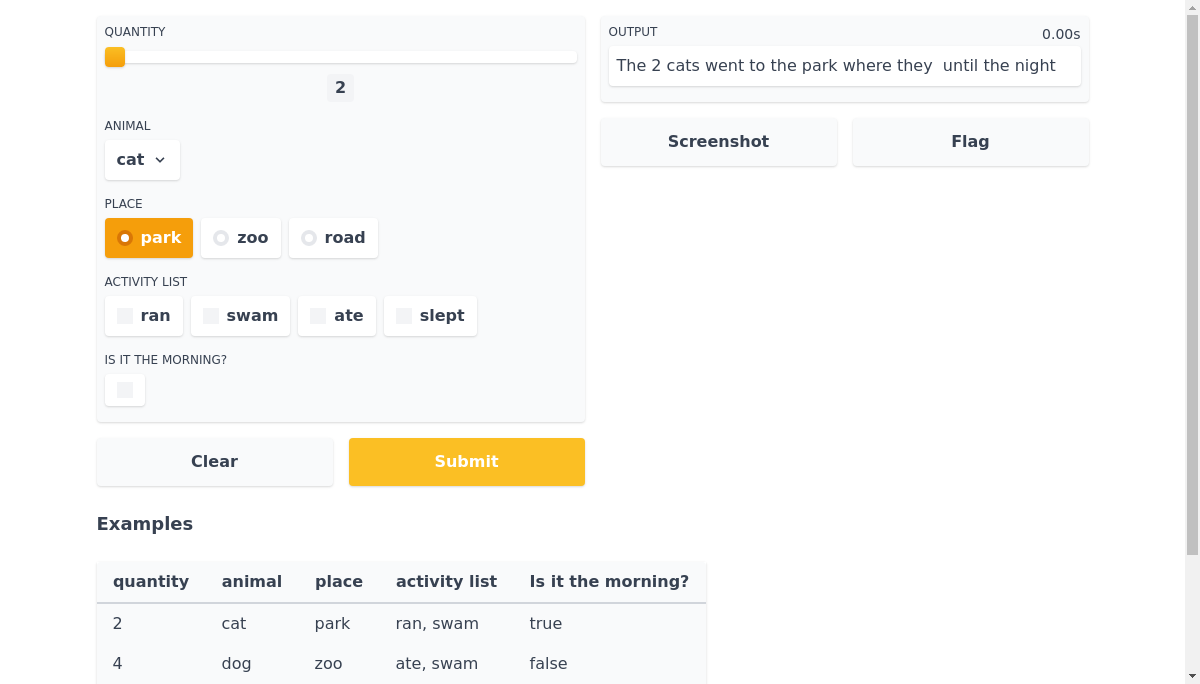 QUANTITY
2
ANIMAL
cat
PLACE
park zoo road
ACTIVITY LIST
ran swam ate slept
IS IT THE MORNING?
Clear Submit
OUTPUT 0.00s
The 2 cats went to the park where they  until the night
Screenshot Flag
Examples
quantity animal place activity list Is it the morning?
2 cat park ran, swam true
4 dog zoo ate, swam false